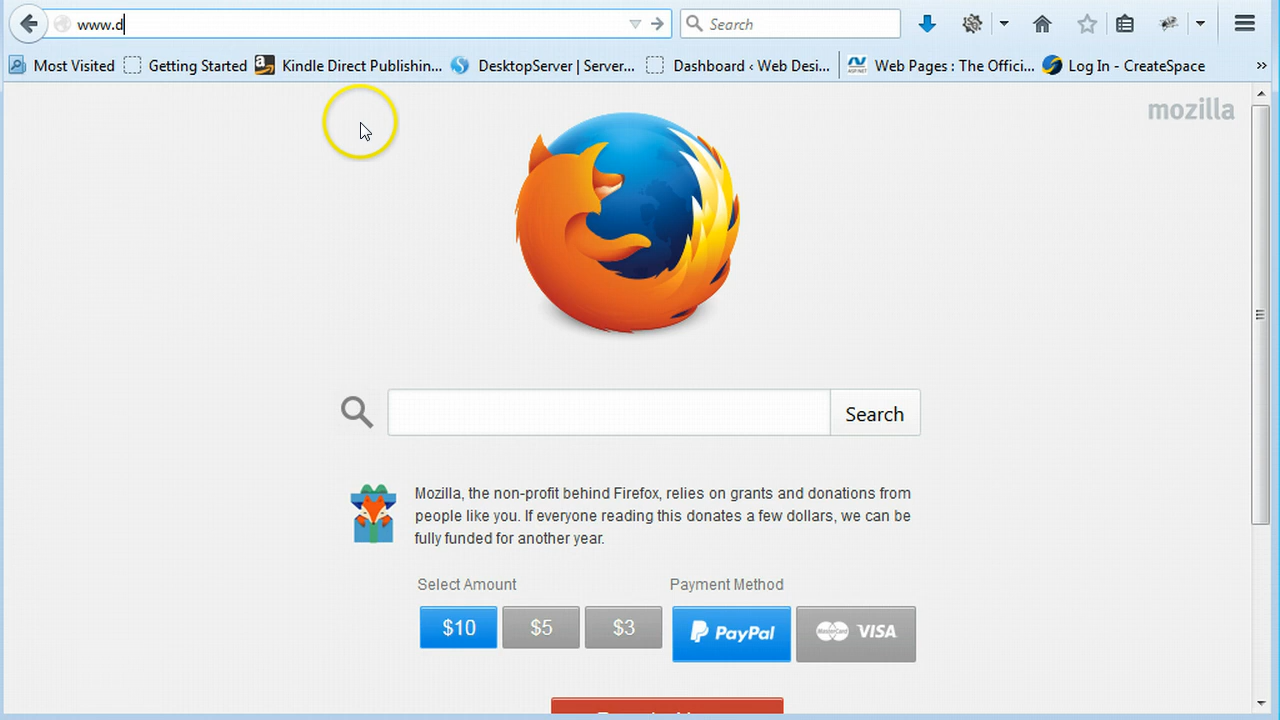 www.d
Search
Most Visited Getting Started Kindle Direct Publishin... DesktopServer | Server... Dashboard ‹ Web Desi... Web Pages : The Offici... Log In - CreateSpace »
mozilla
Search
Mozilla, the non-profit behind Firefox, relies on grants and donations from
people like you. If everyone reading this donates a few dollars, we can be
fully funded for another year.
Select Amount Payment Method
$10 $5 $3 PayPal MasterCard VISA